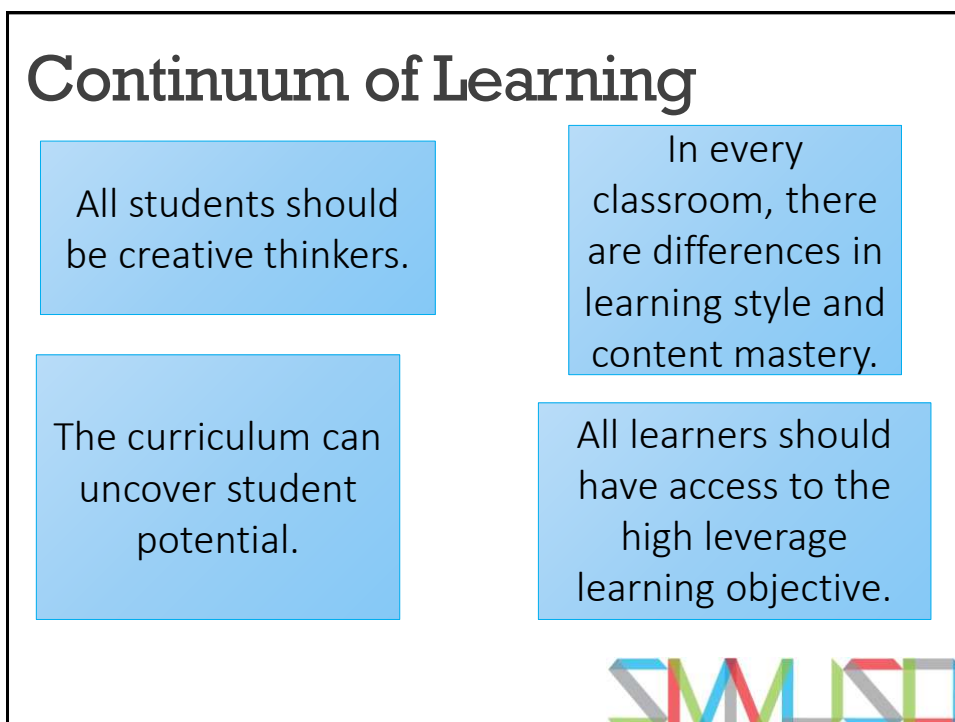 Continuum of Learning
All students should
be creative thinkers.
In every
classroom, there
are differences in
learning style and
content mastery.
The curriculum can
uncover student
potential.
All learners should
have access to the
high leverage
learning objective.
SMMUSD